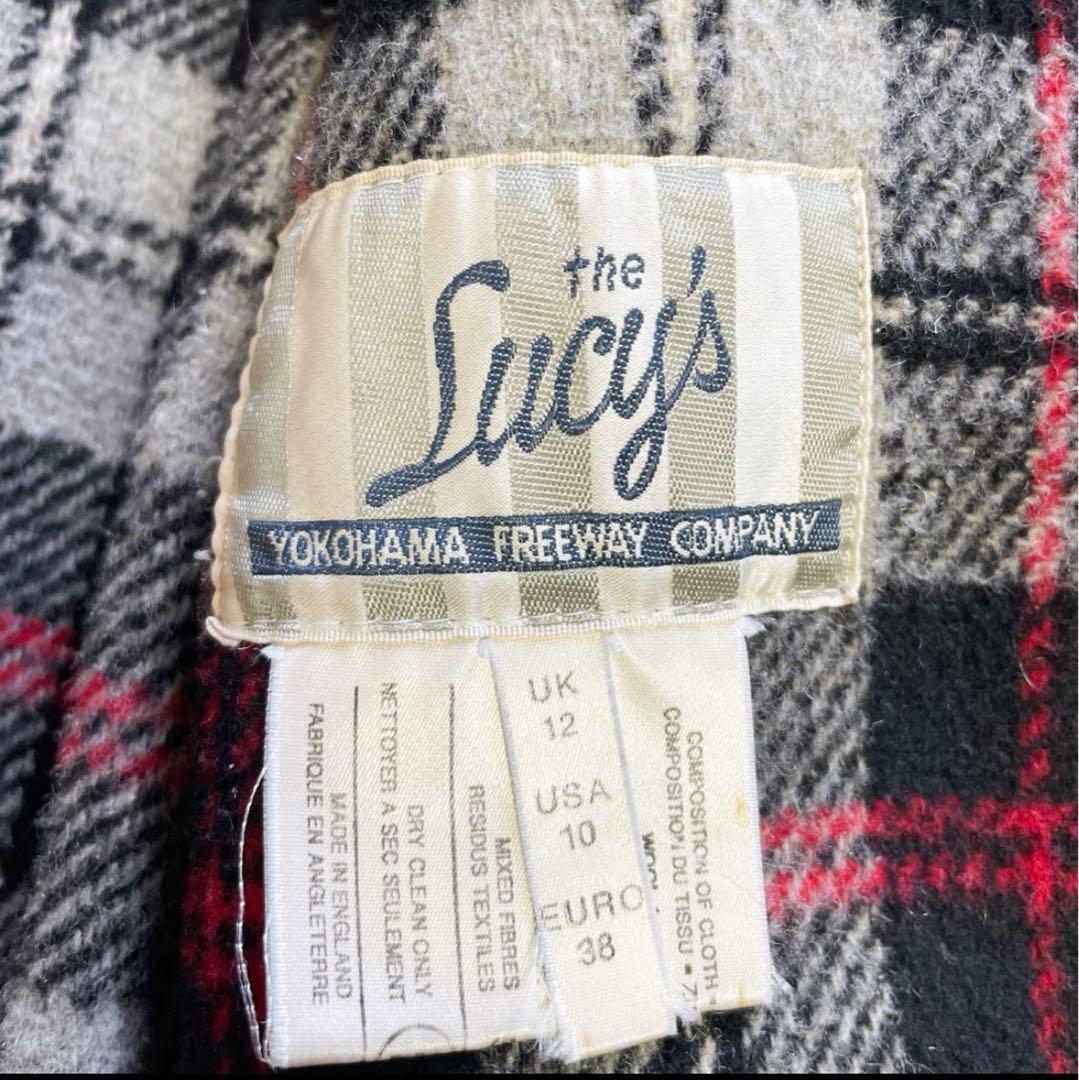 the
Lucy's
YOKOHAMA FREEWAY COMPANY
UK
12
USA
10
EURO
38
COMPOSITION OF CLOTH
COMPOSITION DU TISSU
WOOL
MIXED FIBRES
RESIDUS TEXTILES
DRY CLEAN ONLY
NETTOYER A SEC SEULEMENT
MADE IN ENGLAND
FABRIQUE EN ANGLETERRE